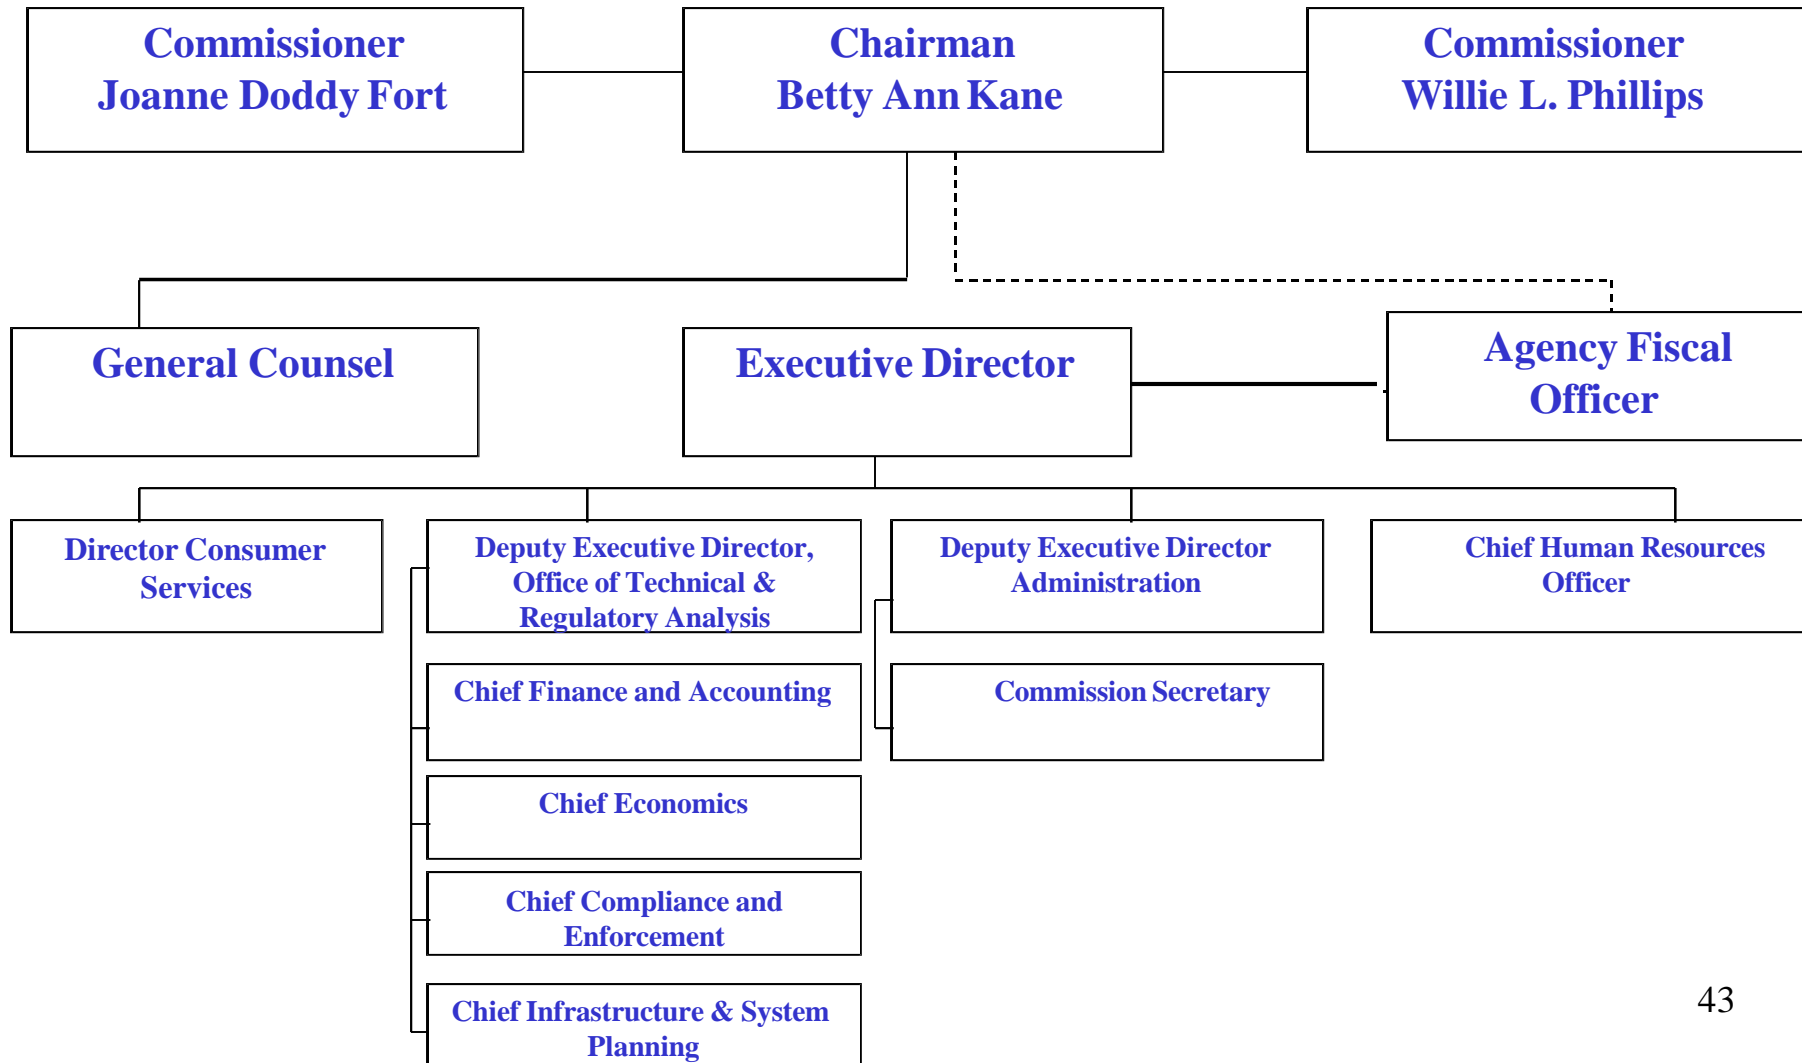 Commissioner
Joanne Doddy Fort
Chairman
Betty Ann Kane
Commissioner
Willie L. Phillips
General Counsel
Executive Director
Agency Fiscal
Officer
Director Consumer
Services
Deputy Executive Director,
Office of Technical &
Regulatory Analysis
Deputy Executive Director
Administration
Chief Human Resources
Officer
Chief Finance and Accounting
Commission Secretary
Chief Economics
Chief Compliance and
Enforcement
Chief Infrastructure & System
Planning
43